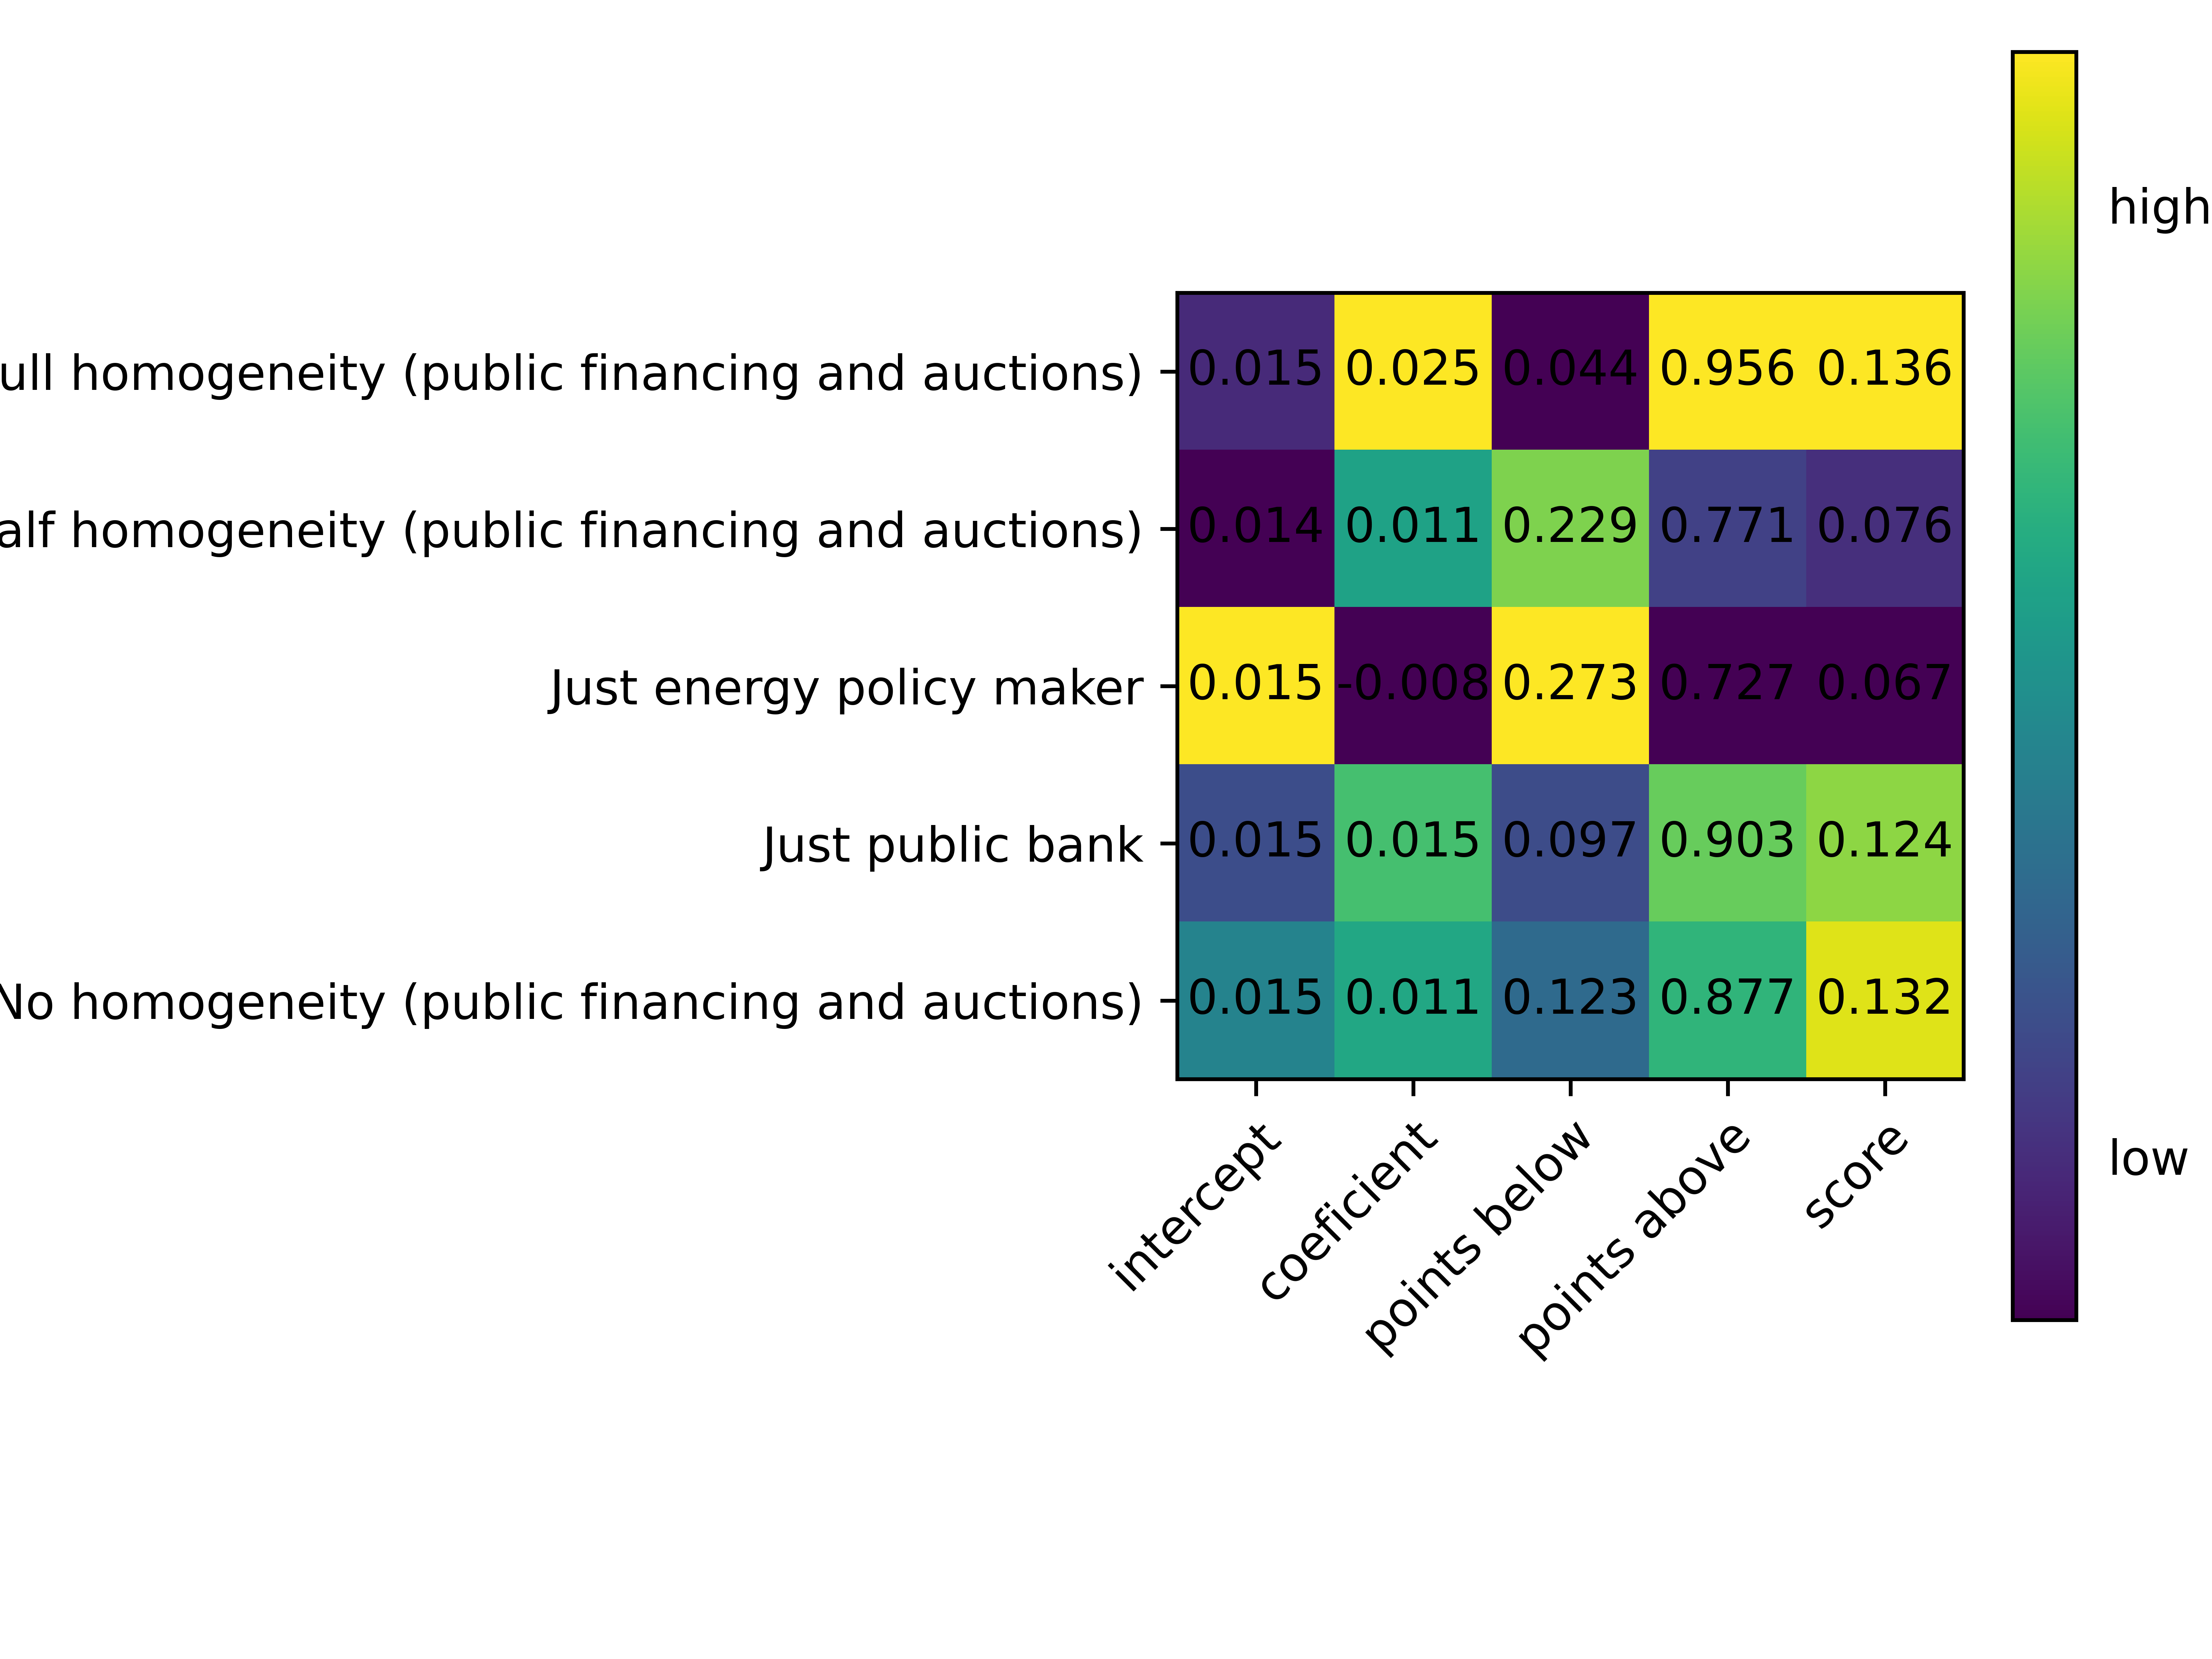 high
ull homogeneity (public financing and auctions) 0.015 0.025 0.044 0.956 0.136
alf homogeneity (public financing and auctions) 0.014 0.011 0.229 0.771 0.076
Just energy policy maker 0.015 -0.008 0.273 0.727 0.067
Just public bank 0.015 0.015 0.097 0.903 0.124
No homogeneity (public financing and auctions) 0.015 0.011 0.123 0.877 0.132
low
intercept
coeficient
points below
points above
score